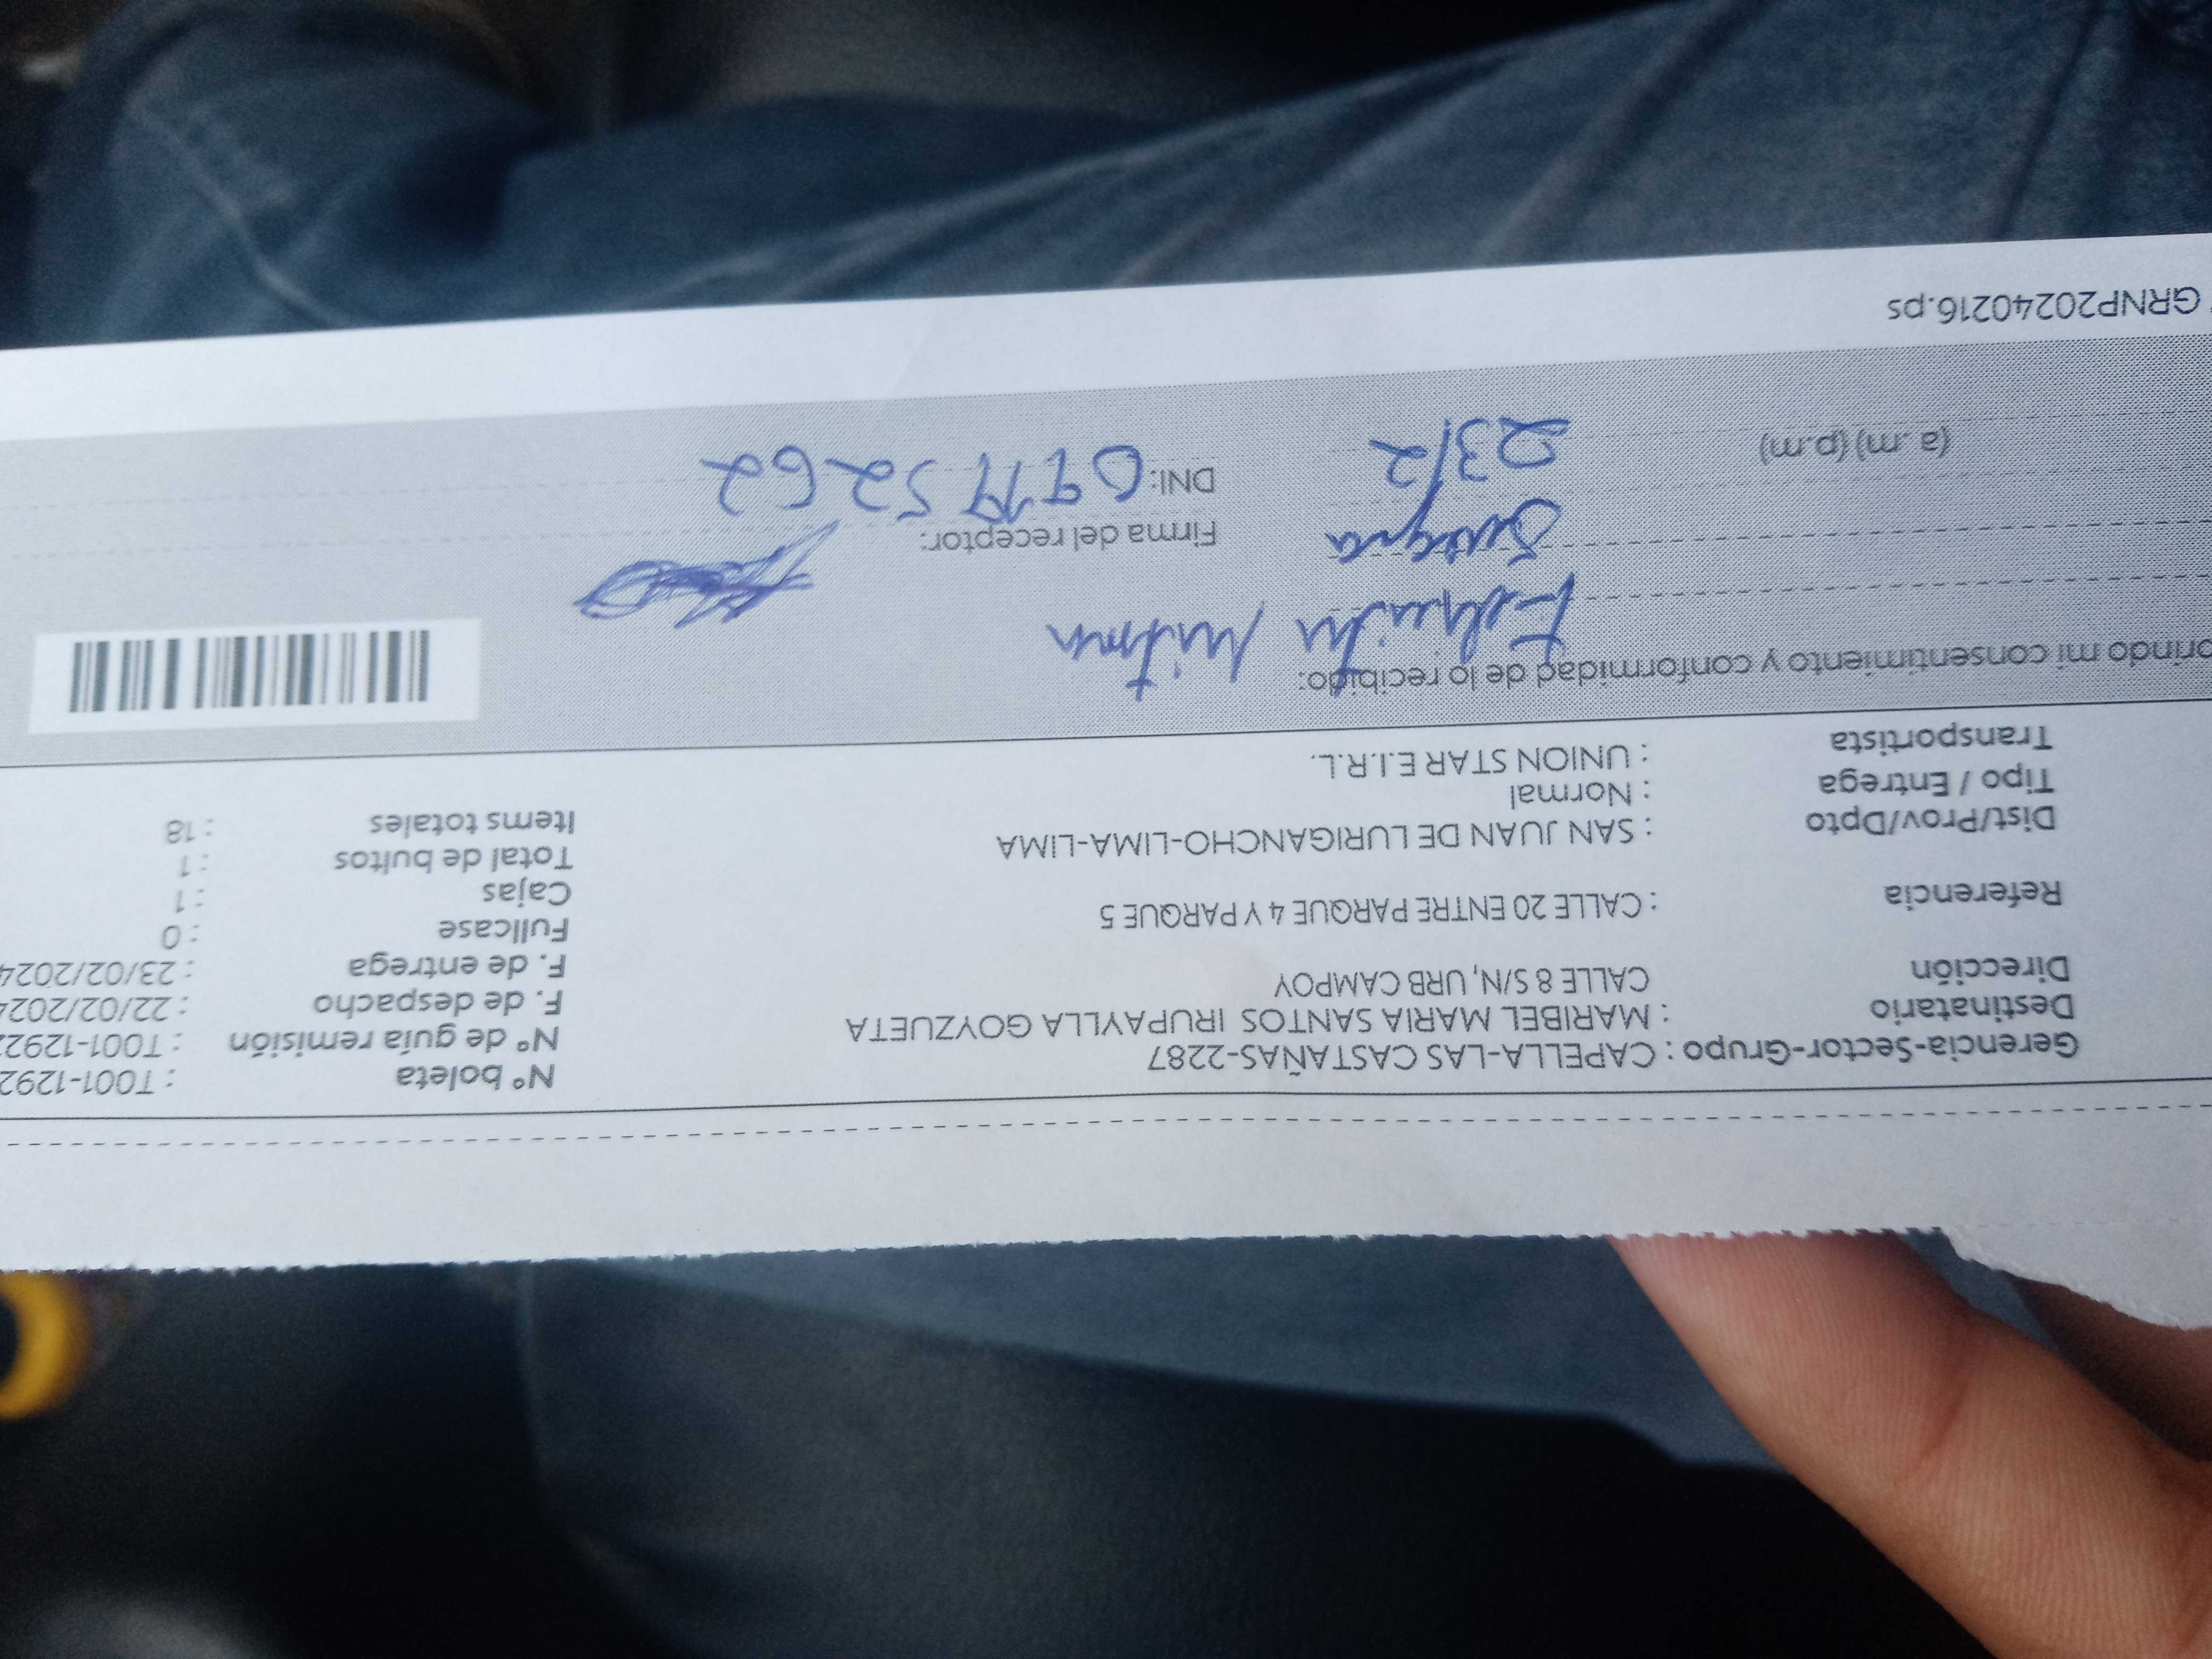 Gerencia-Sector-Grupo : CAPELLA-LAS CASTAÑAS-2287
Destinatario : MARIBEL MARIA SANTOS IRUPAYLLA GOYZUETA
Dirección CALLE 8 S/N, URB CAMPOY
Referencia : CALLE 20 ENTRE PARQUE 4 Y PARQUE 5
Dist/Prov/Dpto : SAN JUAN DE LURIGANCHO-LIMA-LIMA
Tipo / Entrega : Normal
Transportista : UNION STAR E.I.R.L.
N° boleta : T001-1292
N° de guía remisión : T001-1292
F. de despacho : 22/02/2024
F. de entrega : 23/02/2024
Fullcase : 0
Cajas : 1
Total de bultos : 1
Items totales : 18
mi consentimiento y conformidad de lo recibido:
Suegra
23/2
(a .m) (p.m)
Firma del receptor:
DNI:
GRNP20240216.ps